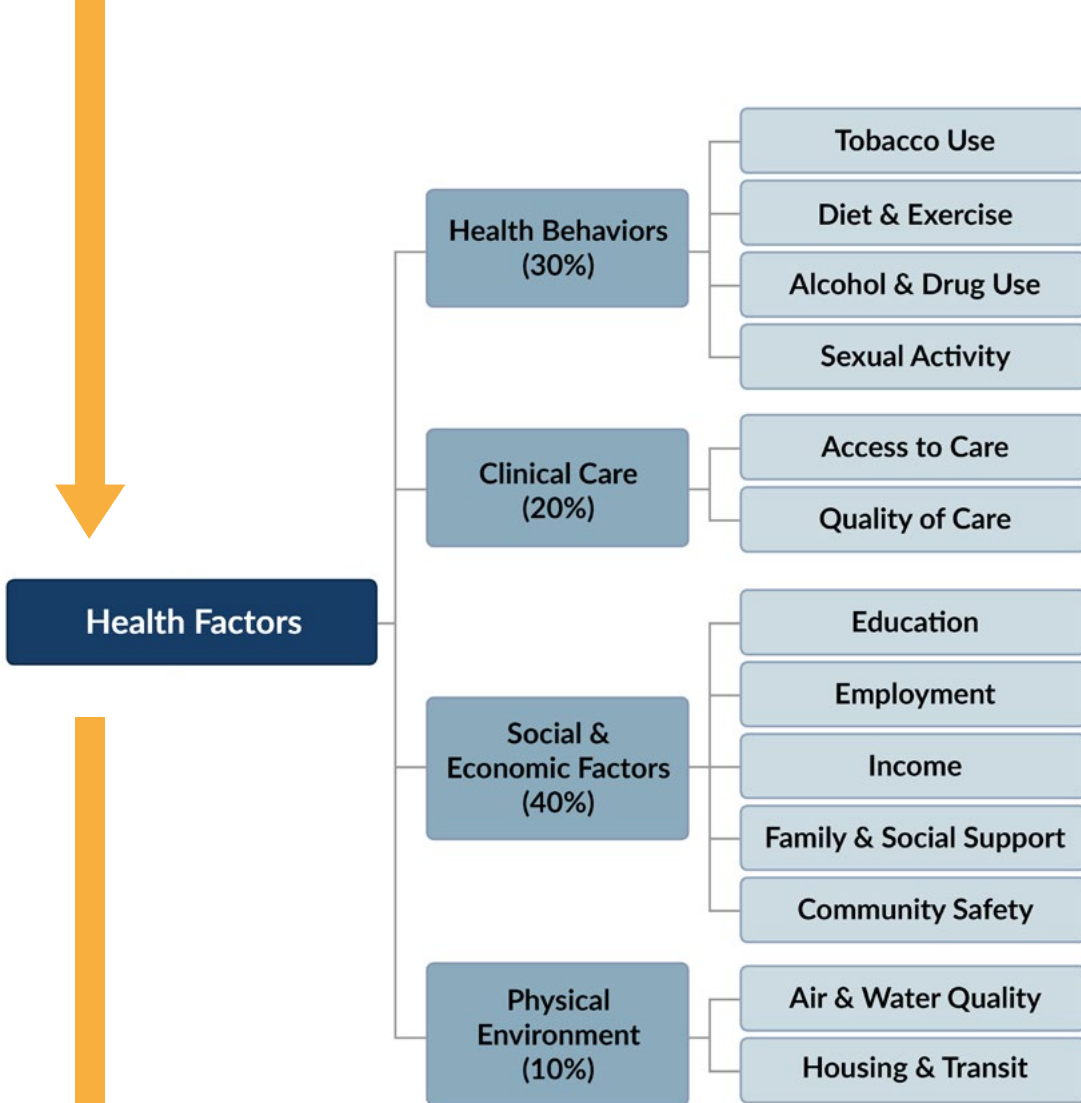 Health Factors
Health Behaviors
(30%)
Tobacco Use
Diet & Exercise
Alcohol & Drug Use
Sexual Activity
Clinical Care
(20%)
Access to Care
Quality of Care
Social &
Economic Factors
(40%)
Education
Employment
Income
Family & Social Support
Community Safety
Physical
Environment
(10%)
Air & Water Quality
Housing & Transit